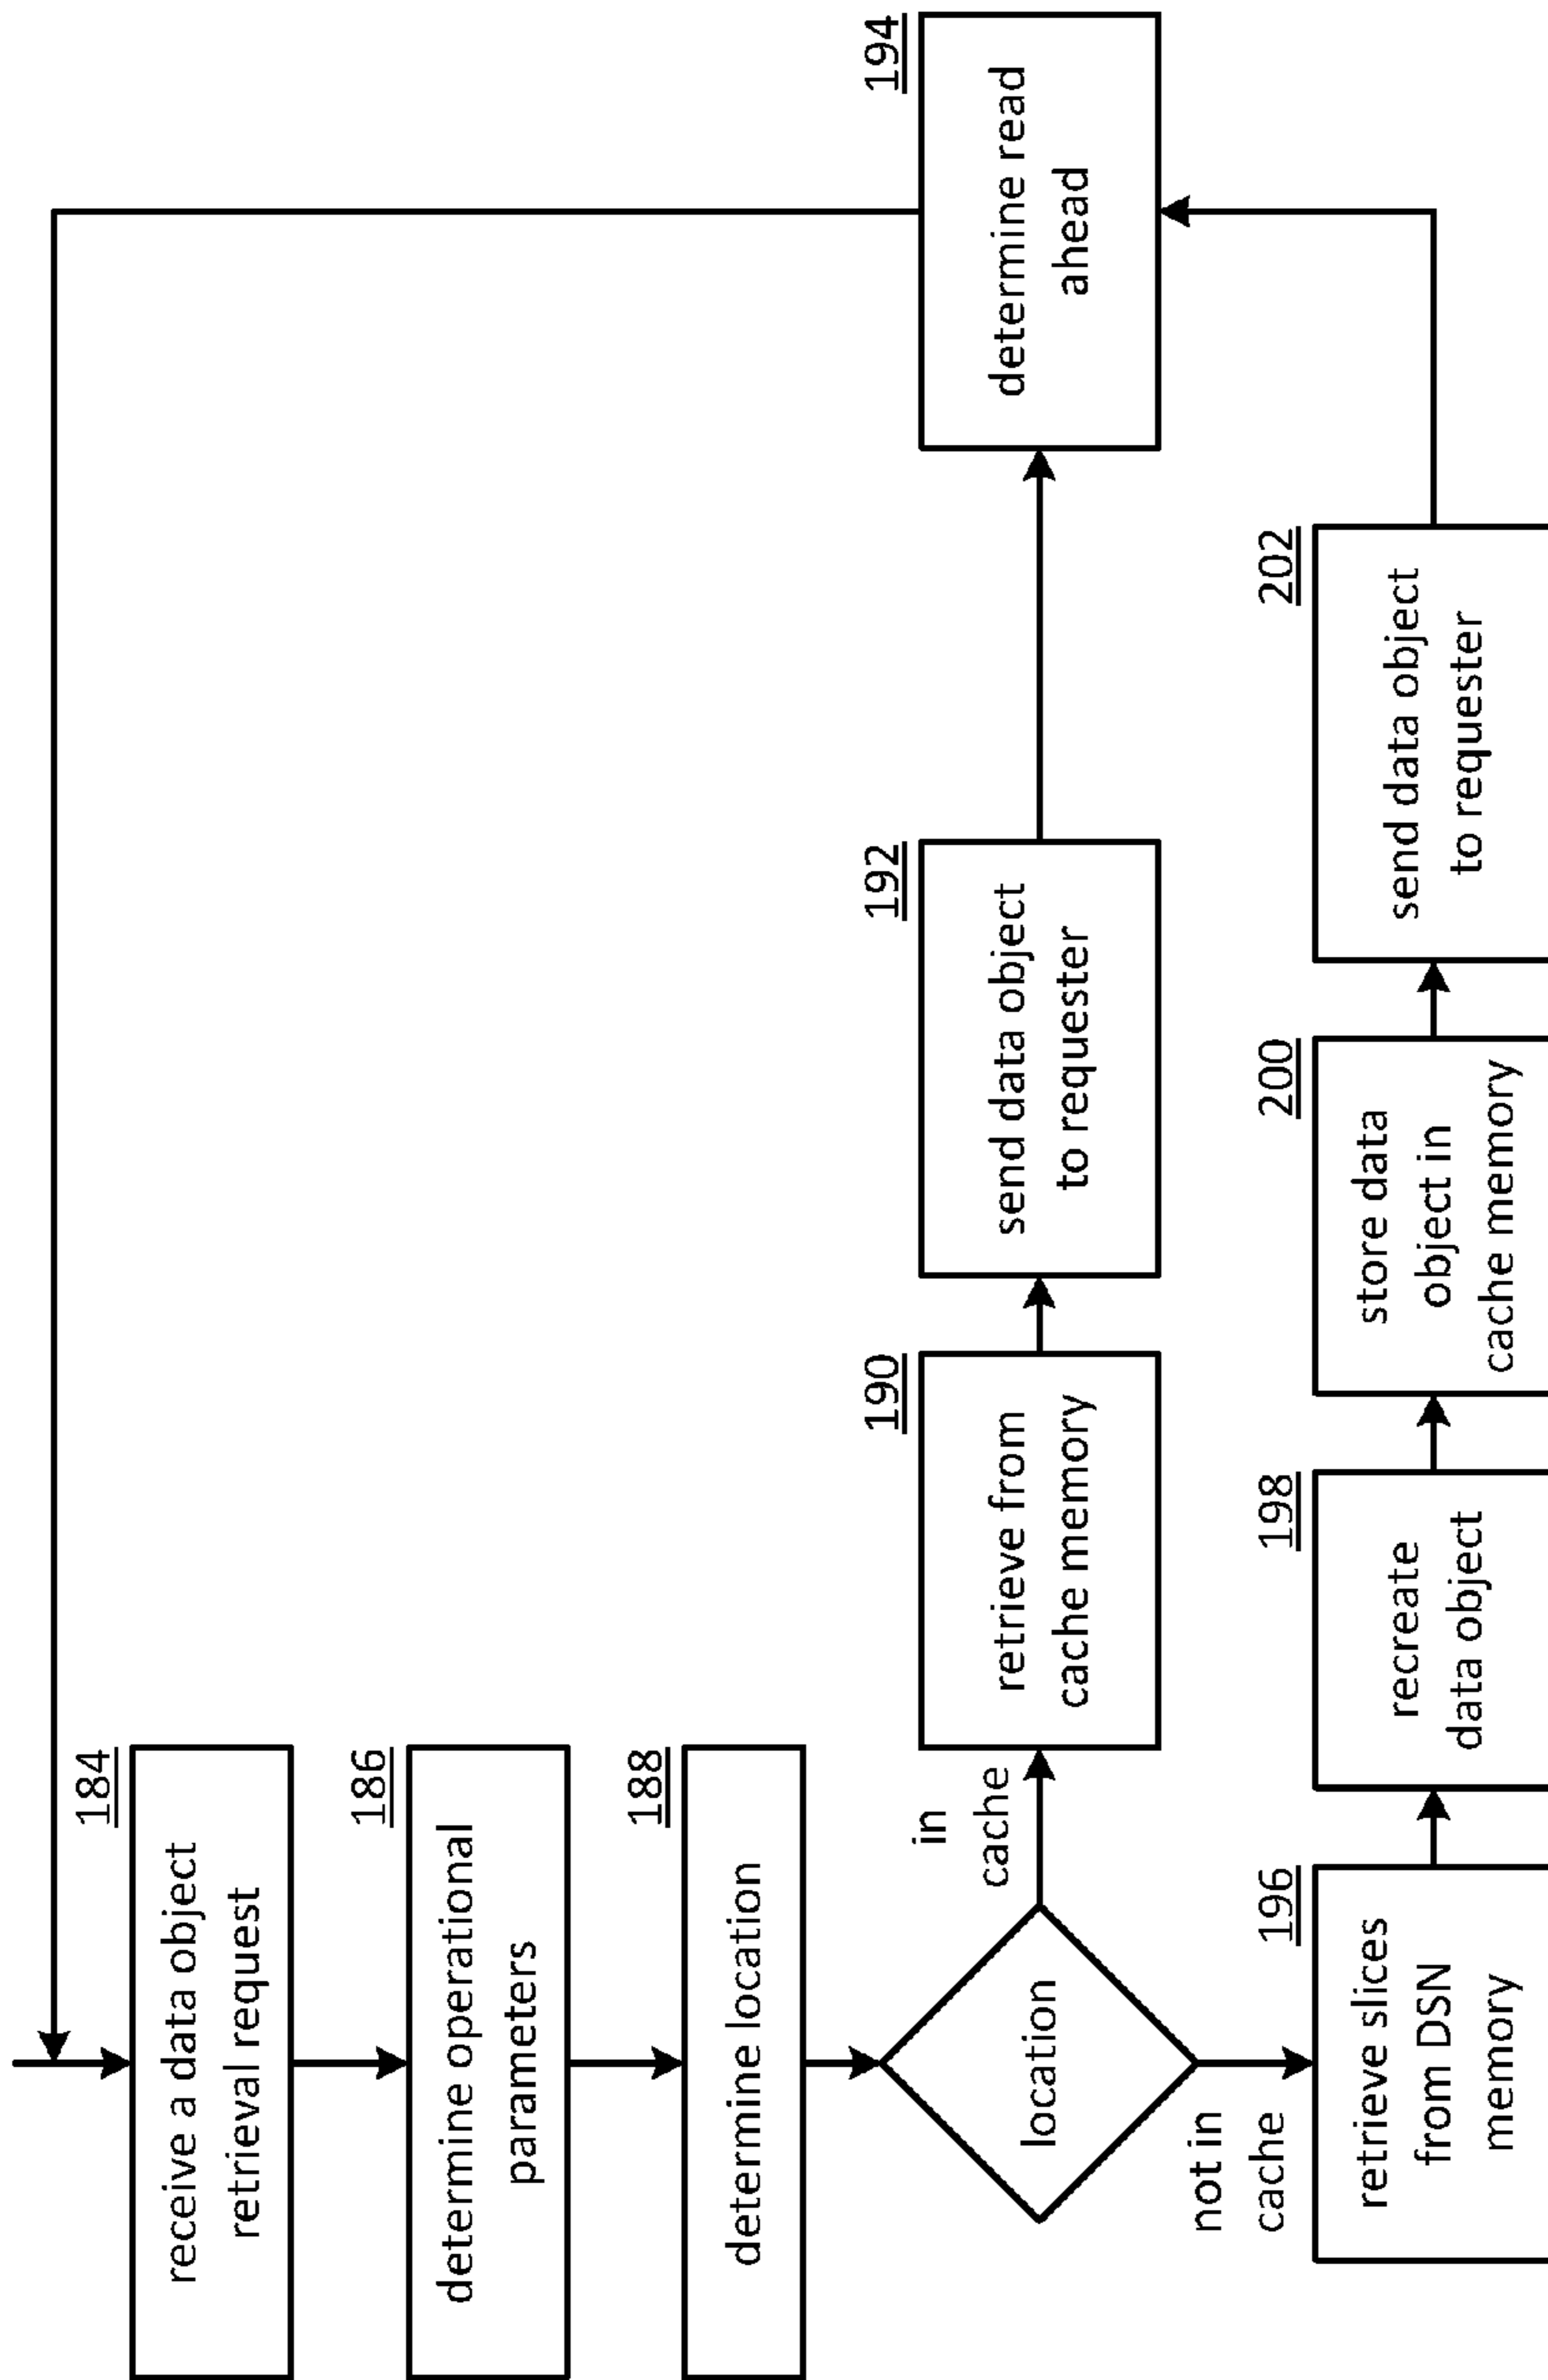 184
receive a data object
retrieval request
186
determine operational
parameters
188
determine location
location
in
cache
not in
cache
190
retrieve from
cache memory
192
send data object
to requester
194
determine read
ahead
196
retrieve slices
from DSN
memory
198
recreate
data object
200
store data
object in
cache memory
202
send data object
to requester